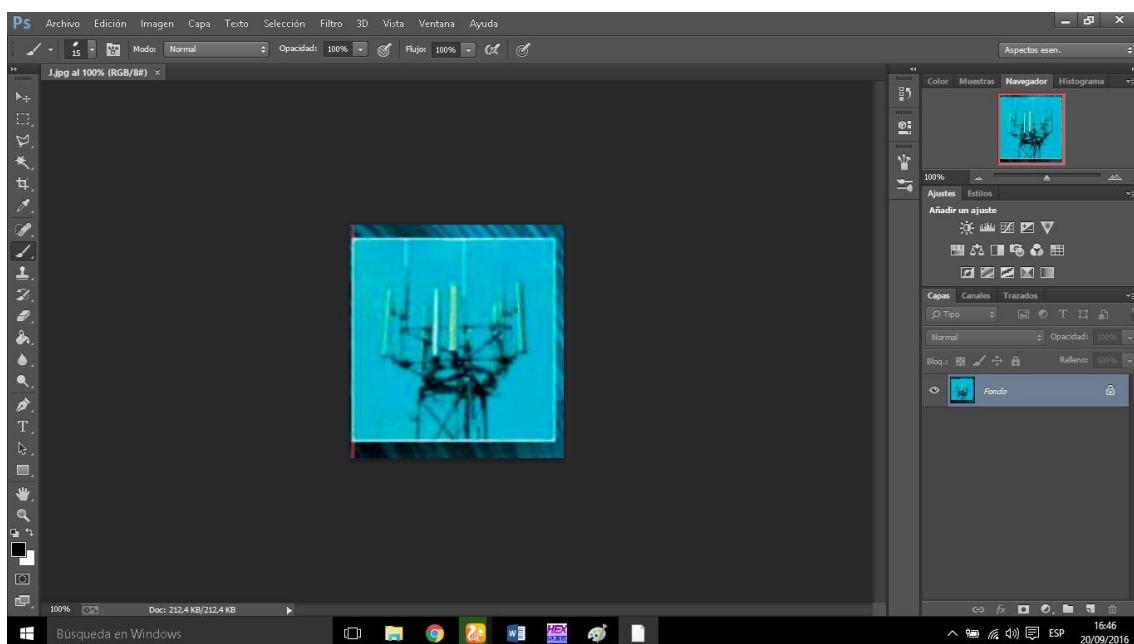 Ps Archivo Edición Imagen Capa Texto Selección Filtro 3D Vista Ventana Ayuda
15 Modo: Normal Opacidad: 100% Flujo: 100% Aspectos esen.
J.jpg al 100% (RGB/8#) ×
Color Muestras Navegador Histograma
100%
Ajustes Estilos
Añadir un ajuste
Capas Canales Trazados
Tipo
Normal Opacidad: 100%
Bloq.: Relleno: 100%
Fondo
100% Doc: 212,4 KB/212,4 KB
Búsqueda en Windows
HEX
ESP
16:46
20/09/2016